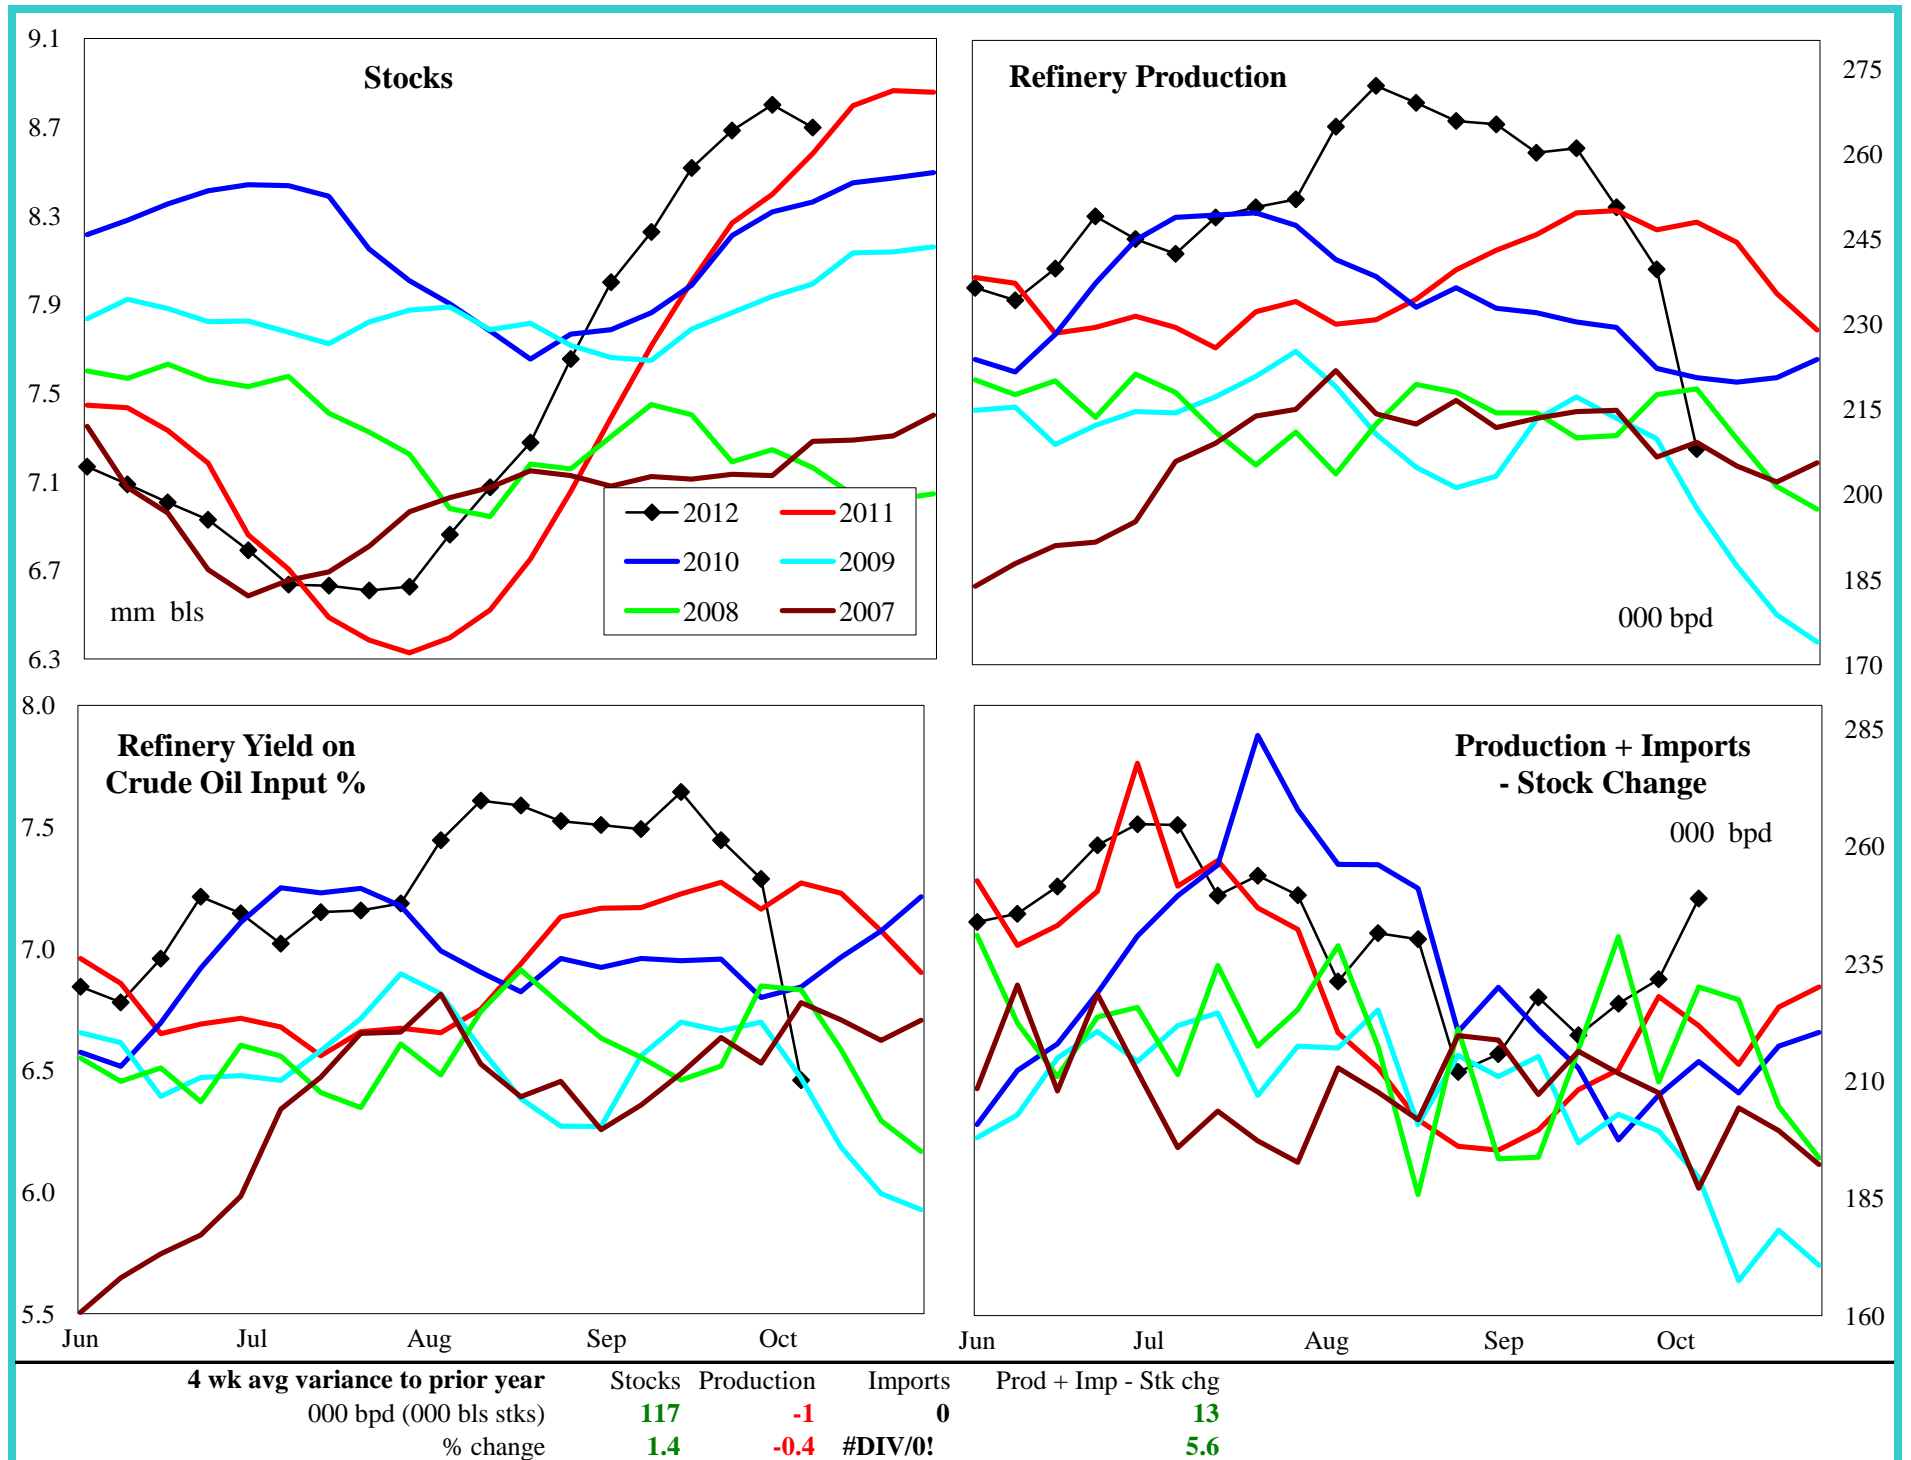 Stocks
9.1
8.7
8.3
7.9
7.5
7.1
6.7
6.3
mm bls
2012 2011
2010 2009
2008 2007
Refinery Production
275
260
245
230
215
200
185
170
000 bpd
Refinery Yield on
Crude Oil Input %
8.0
7.5
7.0
6.5
6.0
5.5
Jun Jul Aug Sep Oct
Production + Imports
- Stock Change
000 bpd
285
260
235
210
185
160
Jun Jul Aug Sep Oct
4 wk avg variance to prior year Stocks Production Imports Prod + Imp - Stk chg
000 bpd (000 bls stks) 117 -1 0 13
% change 1.4 -0.4 #DIV/0! 5.6